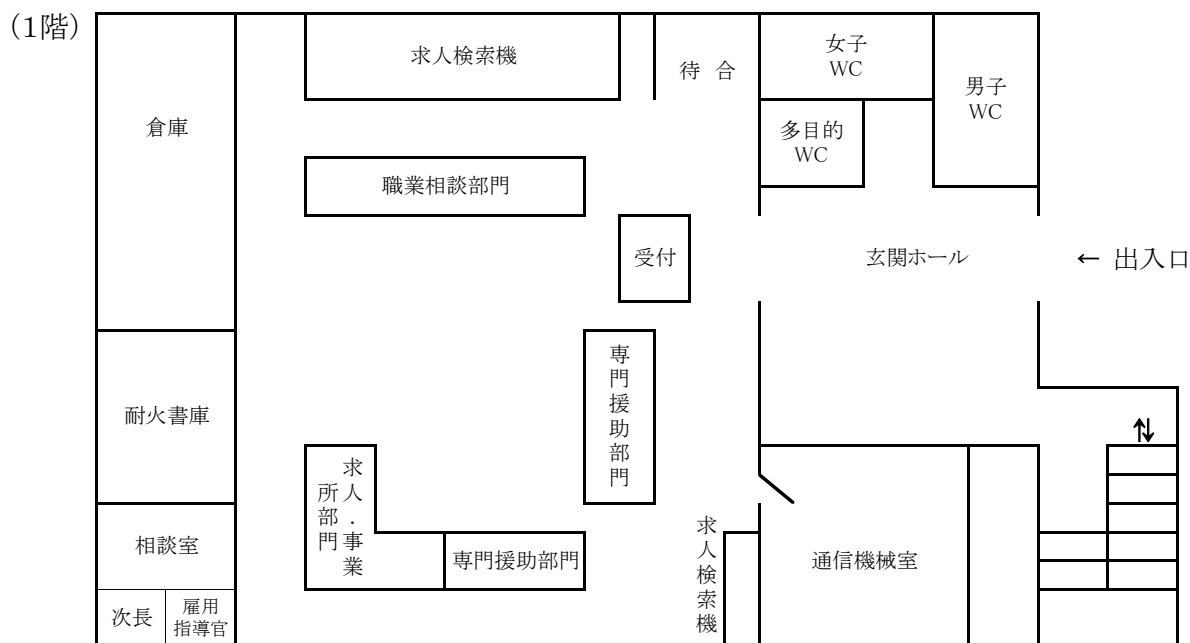 （1階）
求人検索機
待 合
女子
WC
男子
WC
倉庫
多目的
WC
職業相談部門
受付
玄関ホール
← 出入口
専門援助部門
耐火書庫
求人・事業
所部門
専門援助部門
求人検索機
通信機械室
相談室
次長
雇用
指導官